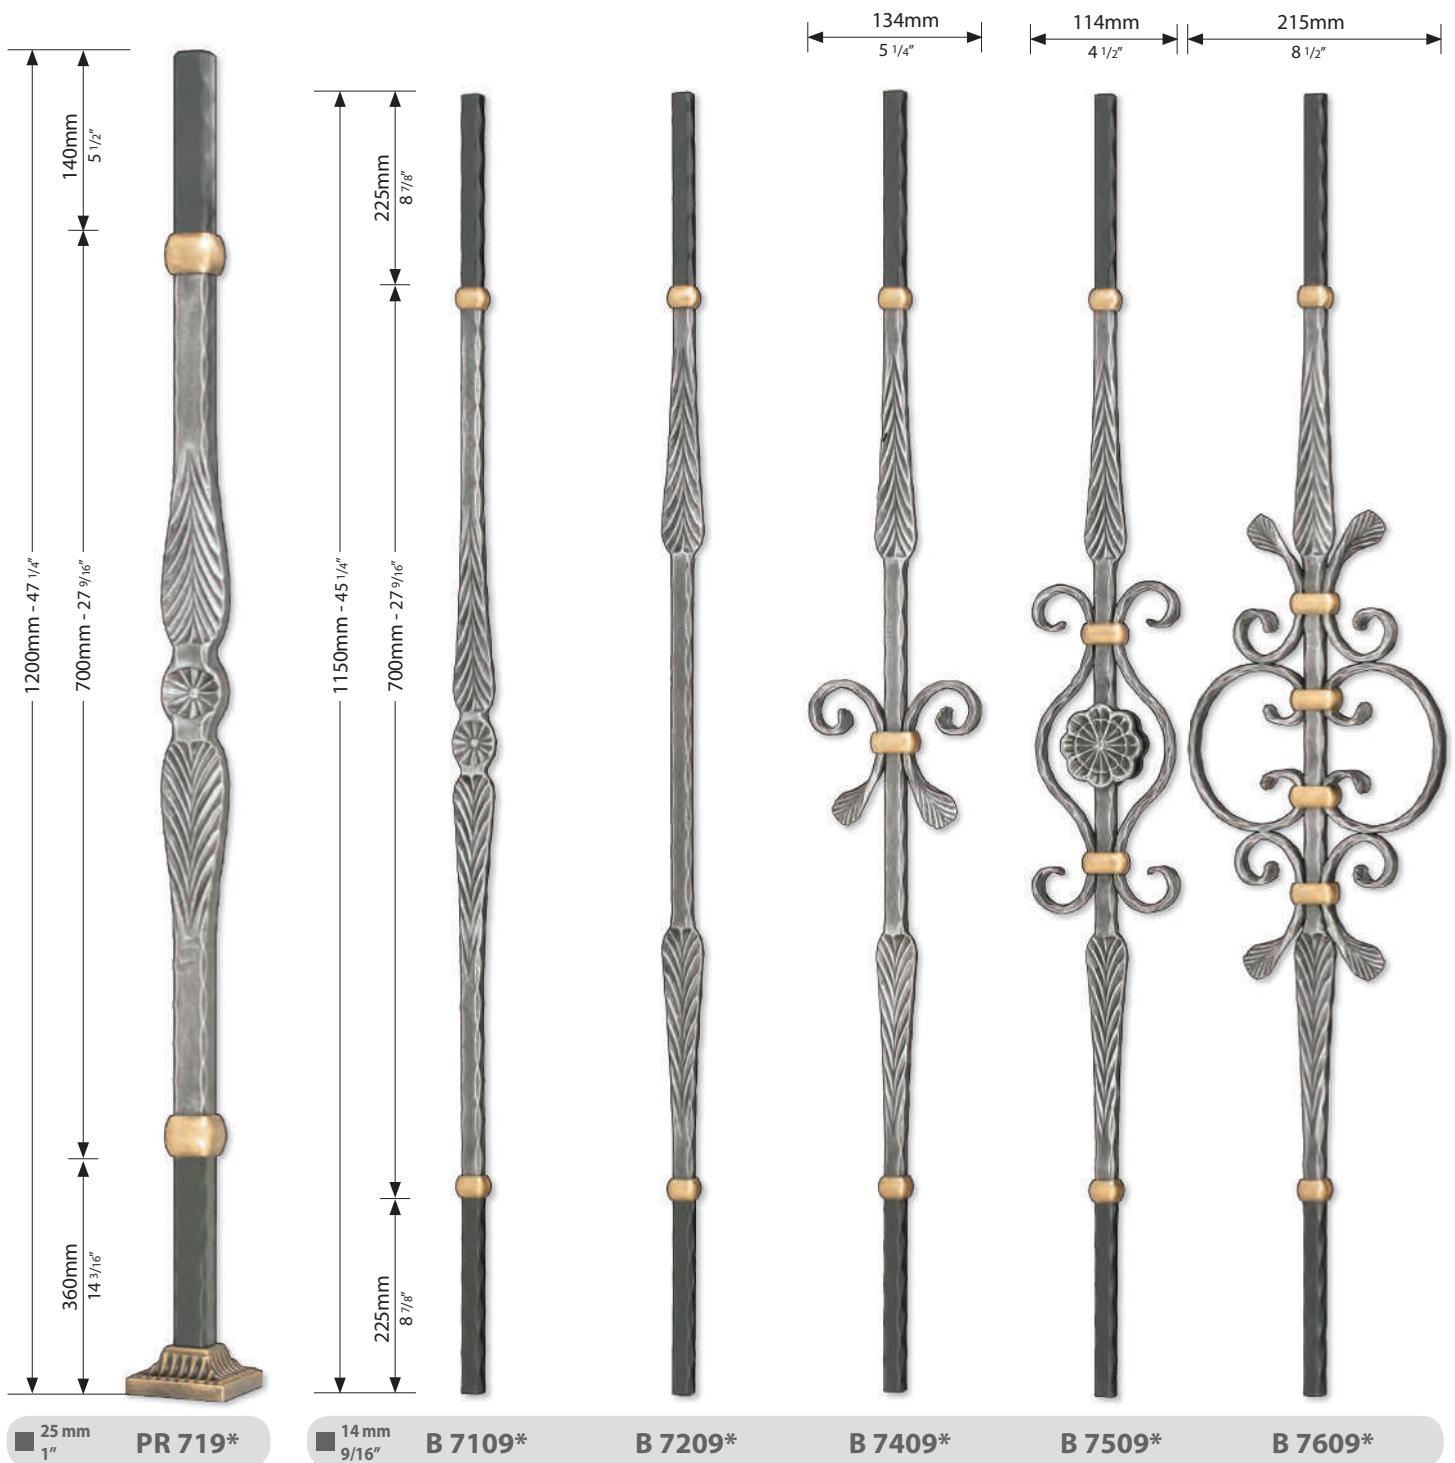 134mm
5 1/4"
114mm
4 1/2"
215mm
8 1/2"
140mm
5 1/2"
1200mm - 47 1/4"
700mm - 27 9/16"
360mm
14 3/16"
225mm
8 7/8"
1150mm - 45 1/4"
700mm - 27 9/16"
225mm
8 7/8"
25 mm
1"
PR 719*
14 mm
9/16"
B 7109*
B 7209*
B 7409*
B 7509*
B 7609*